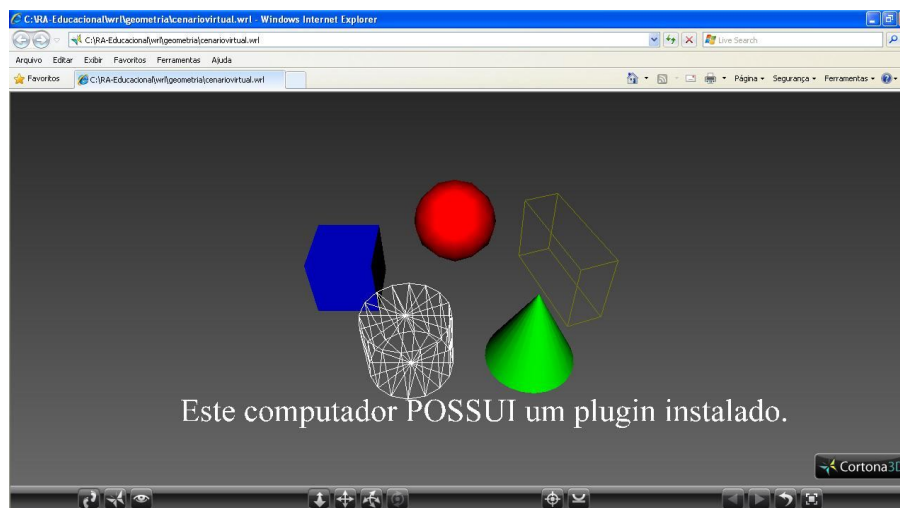 C:\RA-Educacional\wrl\geometria\cenariovirtual.wrl - Windows Internet Explorer
C:\RA-Educacional\wrl\geometria\cenariovirtual.wrl
Live Search
Arquivo Editar Exibir Favoritos Ferramentas Ajuda
Favoritos C:\RA-Educacional\wrl\geometria\cenariovirtual.wrl Página Segurança Ferramentas
Este computador POSSUI um plugin instalado.
Cortona3D